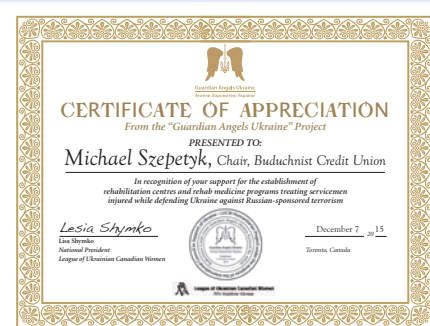 Guardian Angels Ukraine
CERTIFICATE OF APPRECIATION
From the "Guardian Angels Ukraine" Project
PRESENTED TO:
Michael Szepetyk, Chair, Buduchnist Credit Union
In recognition of your support for the establishment of
rehabilitation centres and rehab medicine programs treating servicemen
injured while defending Ukraine against Russian-sponsored terrorism
Lesia Shymko
Lisa Shymko
National President
League of Ukrainian Canadian Women
December 7 2015
Toronto, Canada
League of Ukrainian Canadian Women